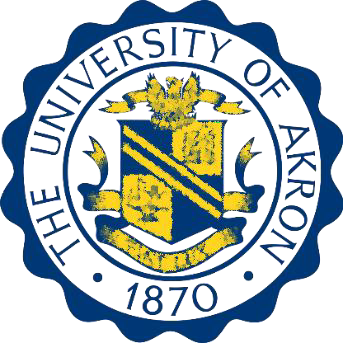 THE UNIVERSITY OF AKRON
• 1870 •